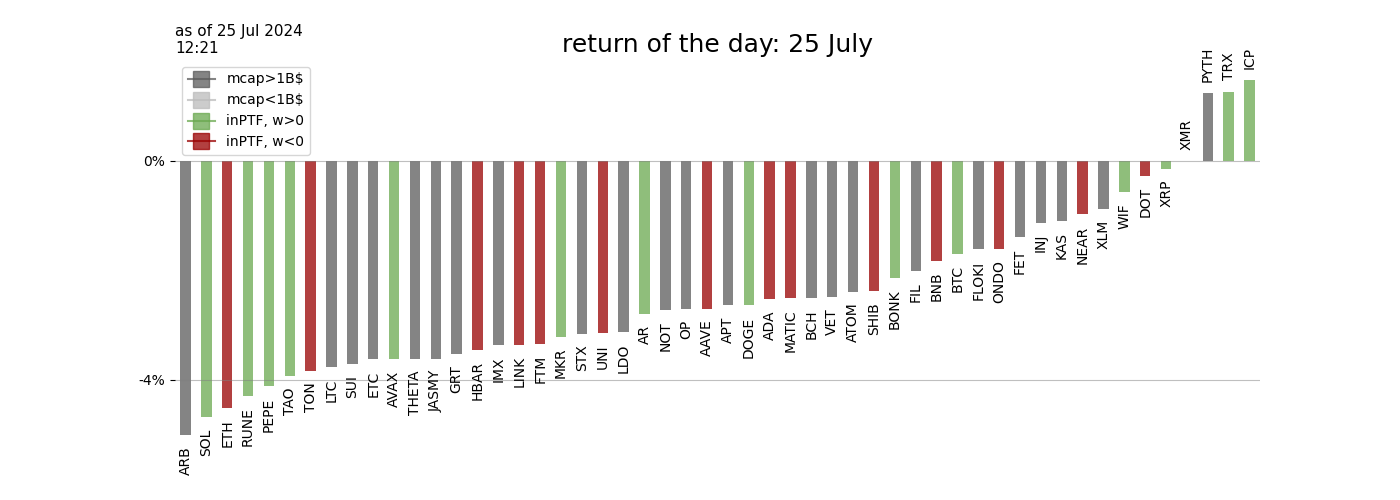 as of 25 Jul 2024
12:21
return of the day: 25 July
mcap>1B$
mcap<1B$
inPTF, w>0
inPTF, w<0
0%
-4%
ARB
SOL
ETH
RUNE
PEPE
TAO
TON
LTC
SUI
ETC
AVAX
THETA
JASMY
GRT
HBAR
IMX
LINK
FTM
MKR
STX
UNI
LDO
AR
NOT
OP
AAVE
APT
DOGE
ADA
MATIC
BCH
VET
ATOM
SHIB
BONK
FIL
BNB
BTC
FLOKI
ONDO
FET
INJ
KAS
NEAR
XLM
WIF
DOT
XRP
XMR
PYTH
TRX
ICP